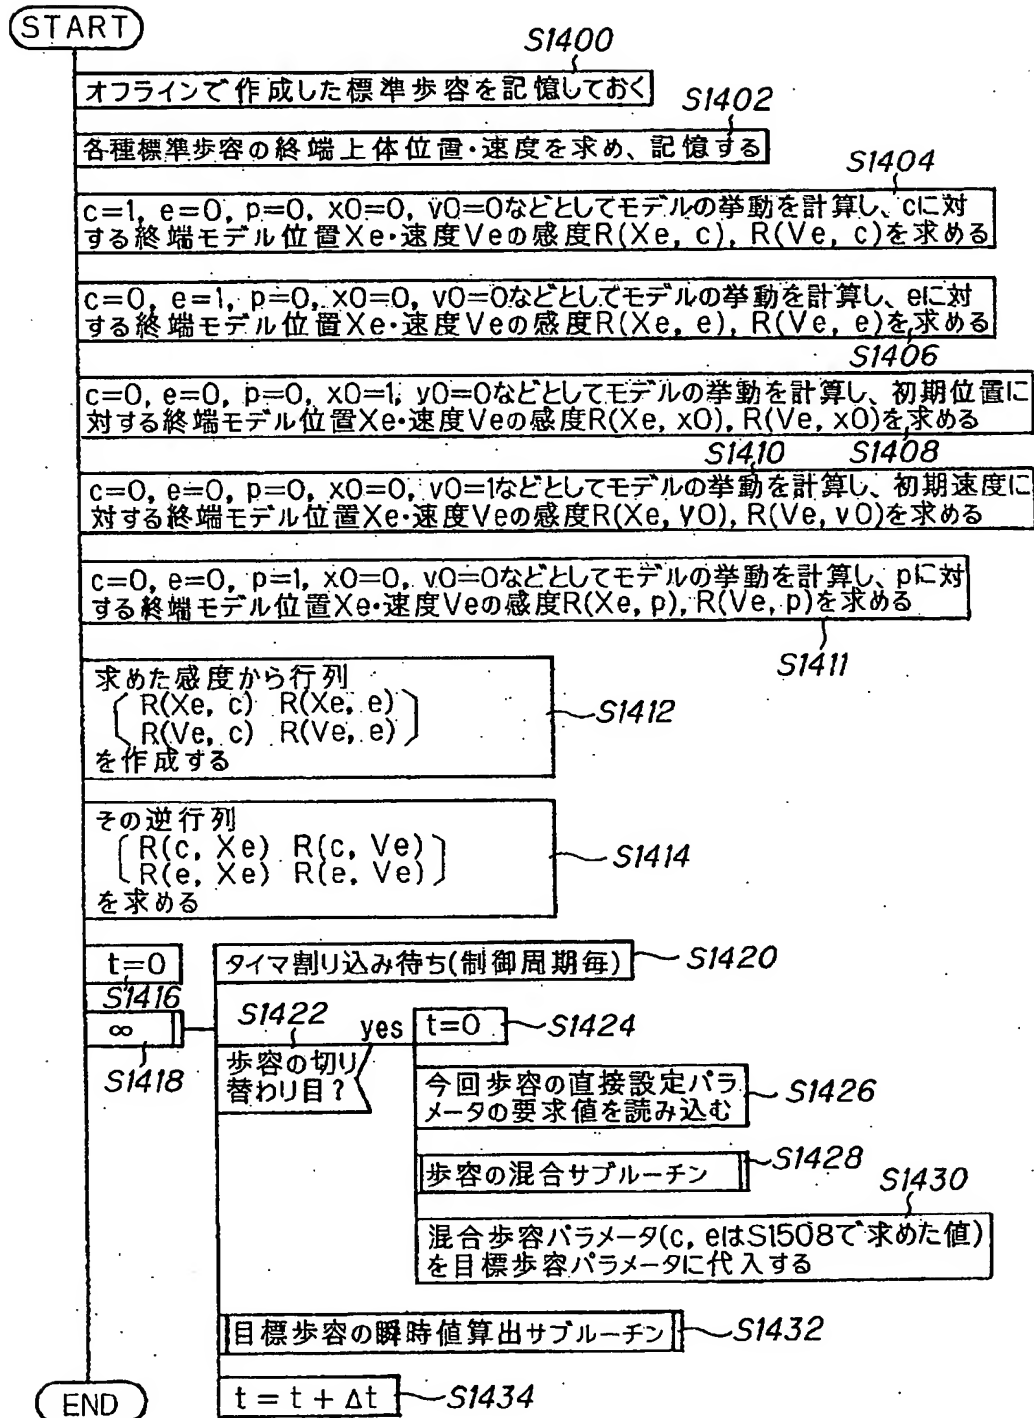 START
S1400
オフラインで作成した標準歩容を記憶しておく
S1402
各種標準歩容の終端上体位置・速度を求め、記憶する
S1404
c=1, e=0, p=0, x0=0, v0=0などとしてモデルの挙動を計算し、cに対
する終端モデル位置Xe・速度Veの感度R(Xe, c), R(Ve, c)を求める
c=0, e=1, p=0, x0=0, v0=0などとしてモデルの挙動を計算し、eに対
する終端モデル位置Xe・速度Veの感度R(Xe, e), R(Ve, e)を求める
S1406
c=0, e=0, p=0, x0=1, v0=0などとしてモデルの挙動を計算し、初期位置に
対する終端モデル位置Xe・速度Veの感度R(Xe, x0), R(Ve, x0)を求める
S1410 S1408
c=0, e=0, p=0, x0=0, v0=1などとしてモデルの挙動を計算し、初期速度に
対する終端モデル位置Xe・速度Veの感度R(Xe, v0), R(Ve, v0)を求める
c=0, e=0, p=1, x0=0, v0=0などとしてモデルの挙動を計算し、pに対
する終端モデル位置Xe・速度Veの感度R(Xe, p), R(Ve, p)を求める
S1411
求めた感度から行列
R(Xe, c) R(Xe, e)
R(Ve, c) R(Ve, e)
を作成する
S1412
その逆行列
R(c, Xe) R(c, Ve)
R(e, Xe) R(e, Ve)
を求める
S1414
t=0
S1416
∞
S1418
タイマ割り込み待ち(制御周期毎)
S1420
S1422
歩容の切り
替わり目?
yes
t=0
S1424
今回歩容の直接設定パラ
メータの要求値を読み込む
S1426
歩容の混合サブルーチン
S1428
S1430
混合歩容パラメータ(c, eはS1508で求めた値)
を目標歩容パラメータに代入する
目標歩容の瞬時値算出サブルーチン
S1432
t = t + Δt
S1434
END